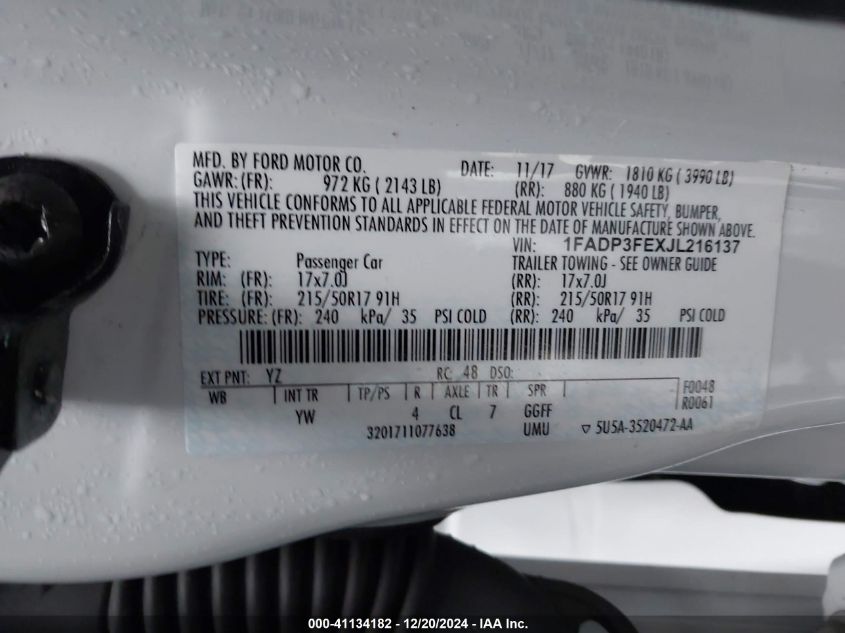 MFD. BY FORD MOTOR CO. DATE: 11/17 GVWR: 1810 KG ( 3990 LB)
GAWR: (FR): 972 KG ( 2143 LB) (RR): 880 KG ( 1940 LB)
THIS VEHICLE CONFORMS TO ALL APPLICABLE FEDERAL MOTOR VEHICLE SAFETY, BUMPER,
AND THEFT PREVENTION STANDARDS IN EFFECT ON THE DATE OF MANUFACTURE SHOWN ABOVE.
VIN: 1FADP3FEXJL216137
TYPE: Passenger Car TRAILER TOWING - SEE OWNER GUIDE
RIM: (FR) 17x7.0J (RR): 17x7.0J
TIRE: (FR): 215/50R17 91H (RR): 215/50R17 91H
PRESSURE: (FR): 240 kPa/ 35 PSI COLD (RR): 240 kPa/ 35 PSI COLD
EXT PNT: YZ RC: 48 DSO:
WB INT TR TP/PS R AXLE TR SPR F0048
YW 4 CL 7 GGFF R0061
3201711077638 UMU ▽ 5U5A-3520472-AA
000-41134182 - 12/20/2024 - IAA Inc.